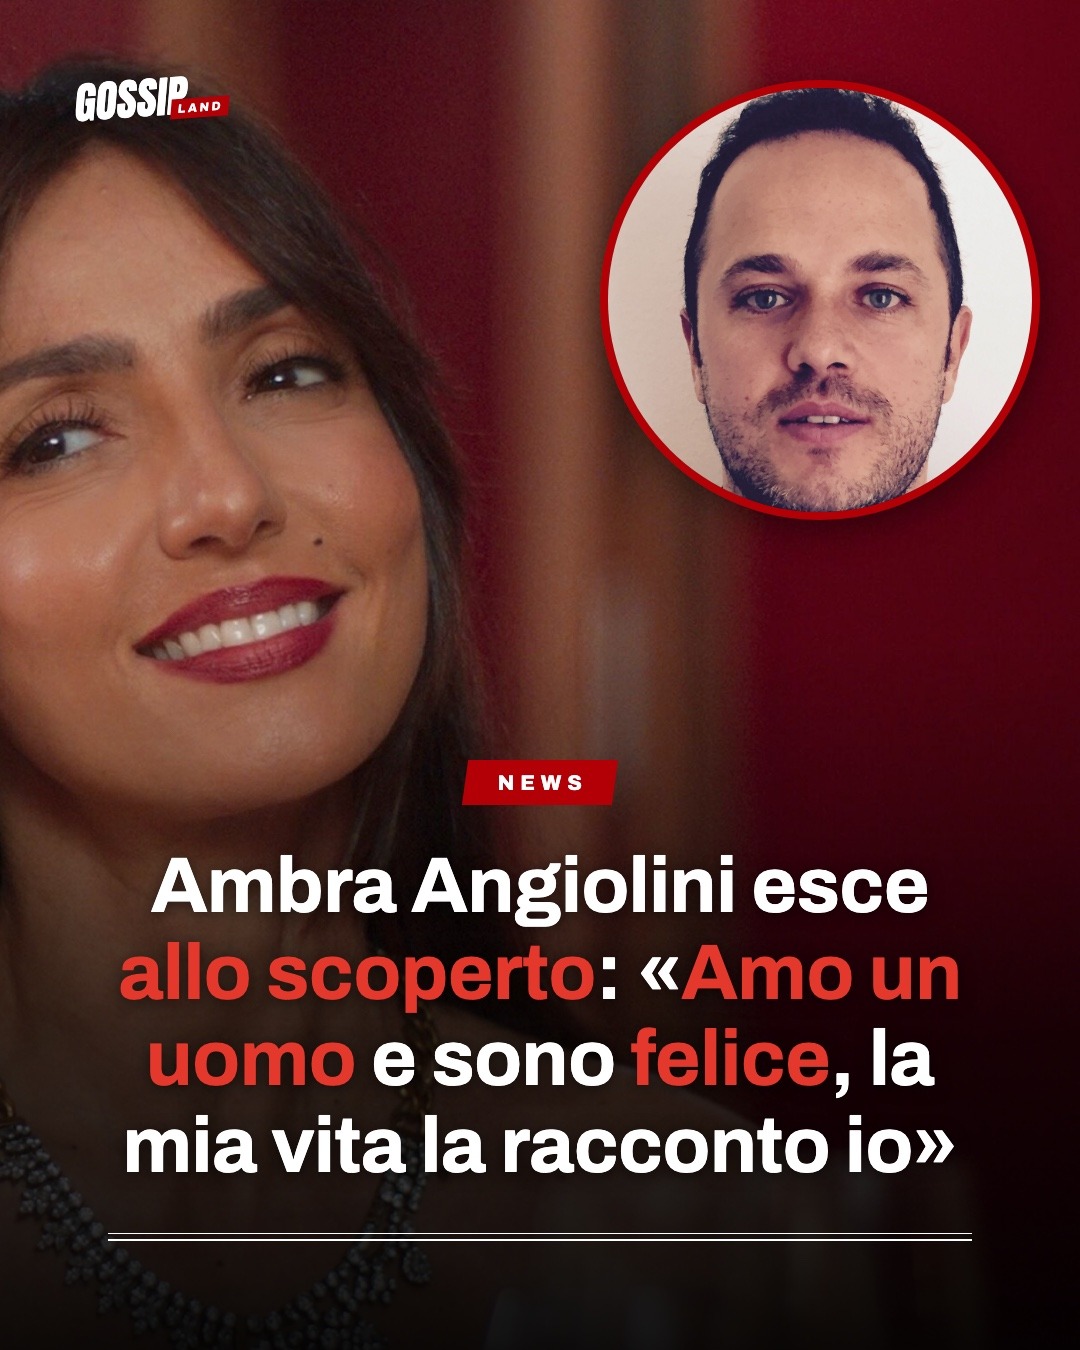 GOSSIP
LAND
NEWS
Ambra Angiolini esce
allo scoperto: «Amo un
uomo e sono felice, la
mia vita la racconto io»